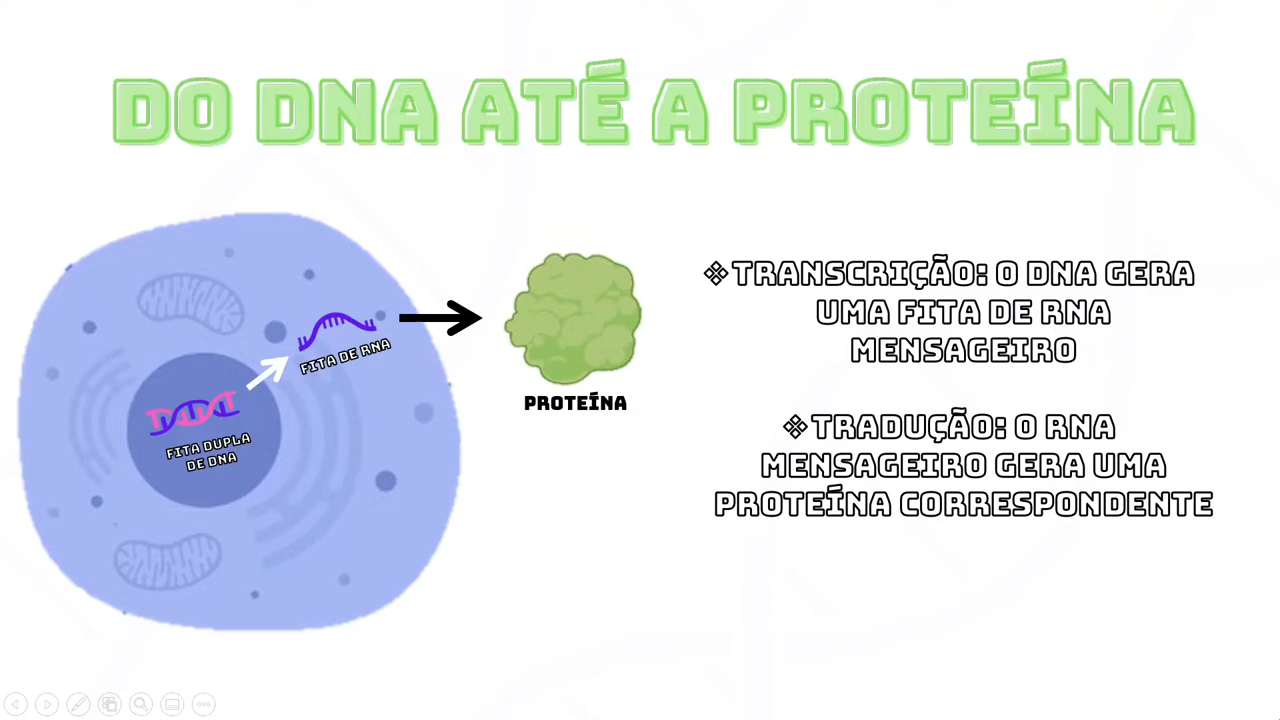 DO DNA ATÉ A PROTEÍNA
FITA DUPLA
DE DNA
FITA DE RNA
PROTEÍNA
❖TRANSCRIÇÃO: O DNA GERA
UMA FITA DE RNA
MENSAGEIRO
❖TRADUÇÃO: O RNA
MENSAGEIRO GERA UMA
PROTEÍNA CORRESPONDENTE